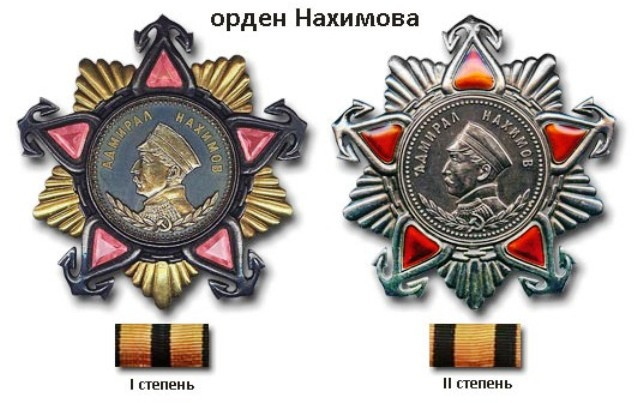 орден Нахимова
АДМИРАЛ НАХИМОВ
АДМИРАЛ НАХИМОВ
I степень
II степень